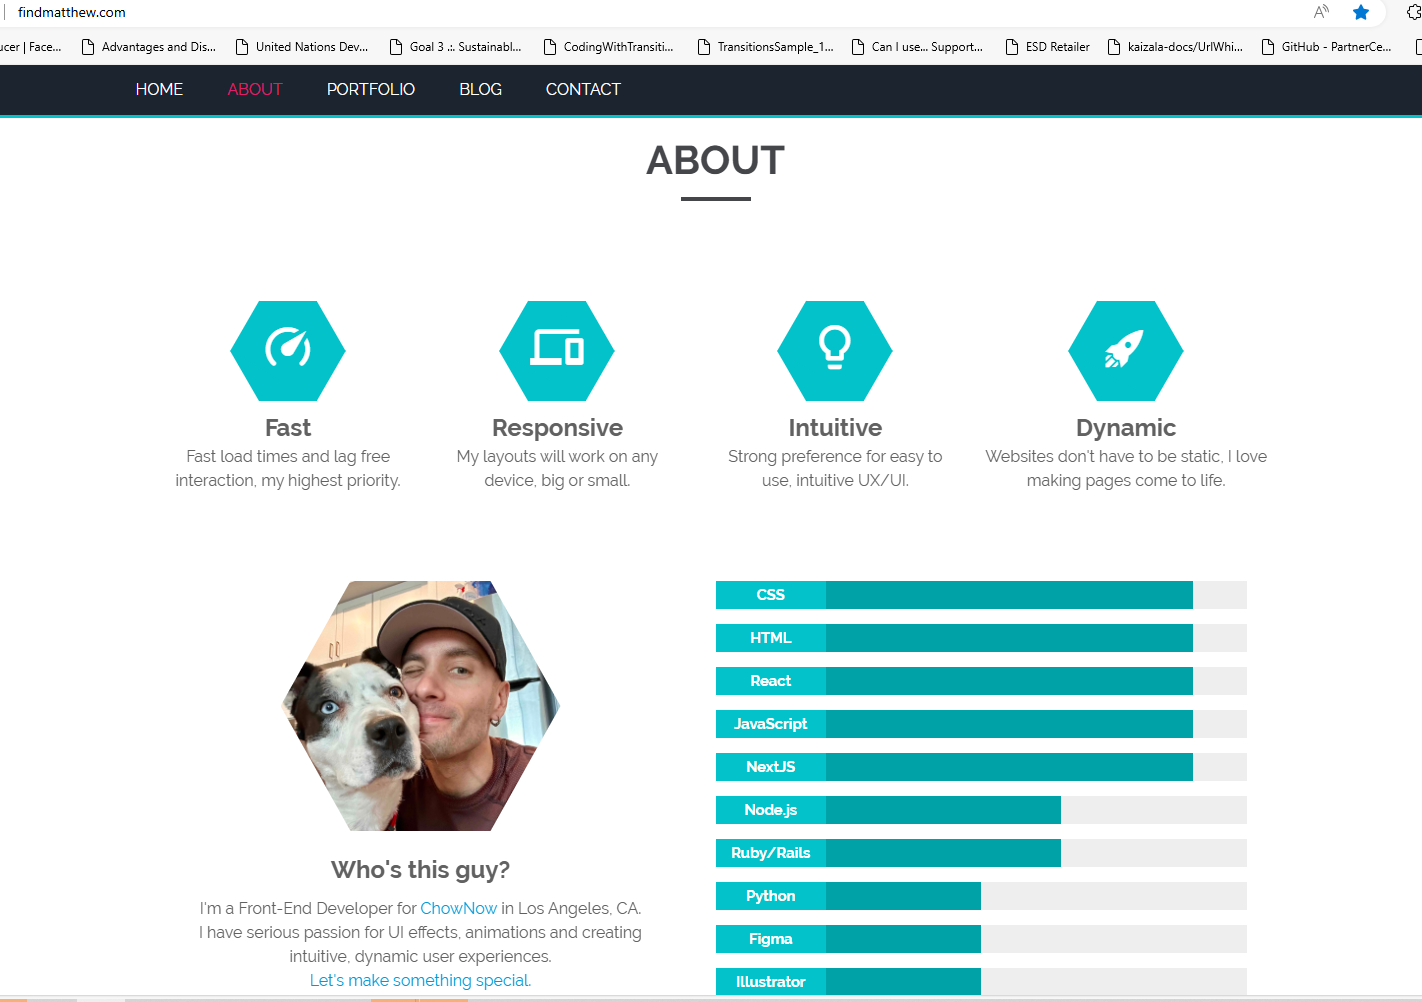 findmatthew.com
ucer | Face... Advantages and Dis... United Nations Dev... Goal 3 .:. Sustainabl... CodingWithTransiti... TransitionsSample_1... Can I use... Support... ESD Retailer kaizala-docs/UrlWhi... GitHub - PartnerCe...
HOME ABOUT PORTFOLIO BLOG CONTACT
ABOUT
Fast
Fast load times and lag free
interaction, my highest priority.
Responsive
My layouts will work on any
device, big or small.
Intuitive
Strong preference for easy to
use, intuitive UX/UI.
Dynamic
Websites don't have to be static, I love
making pages come to life.
Who's this guy?
I'm a Front-End Developer for ChowNow in Los Angeles, CA.
I have serious passion for UI effects, animations and creating
intuitive, dynamic user experiences.
Let's make something special.
CSS
HTML
React
JavaScript
NextJS
Node.js
Ruby/Rails
Python
Figma
Illustrator